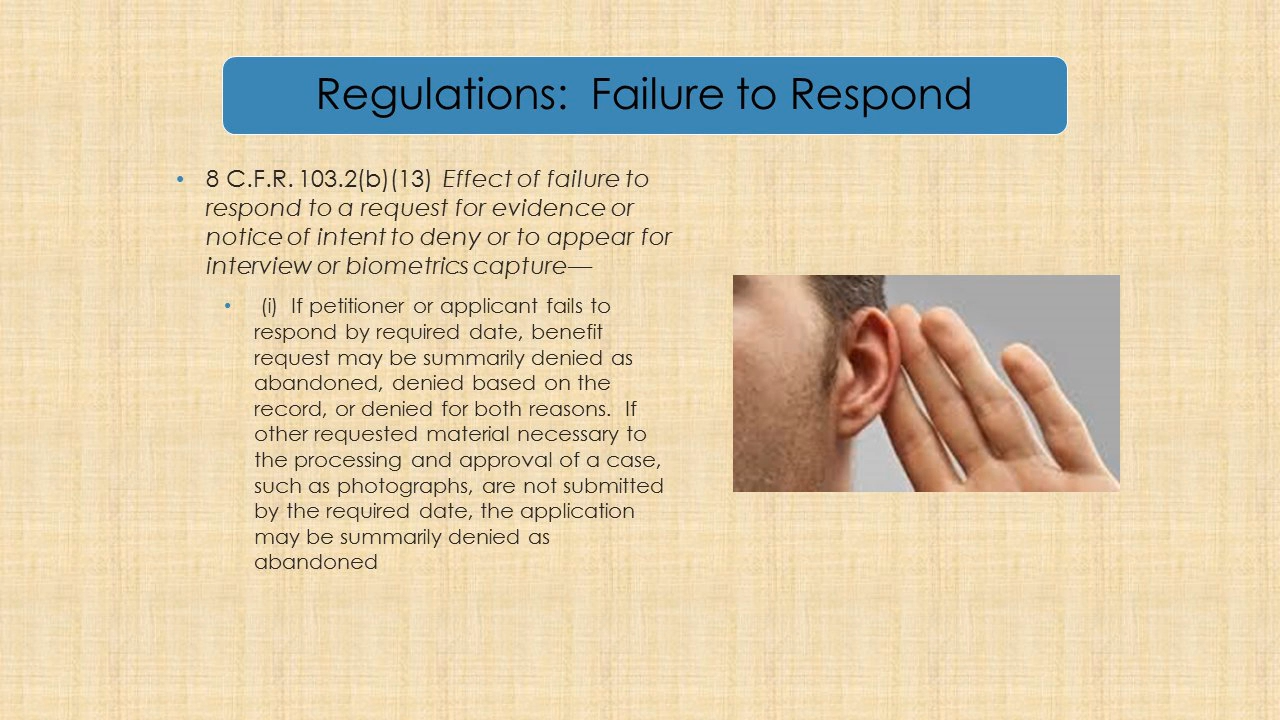 Regulations:  Failure to Respond
• 8 C.F.R. 103.2(b)(13) Effect of failure to
respond to a request for evidence or
notice of intent to deny or to appear for
interview or biometrics capture—
• (i)  If petitioner or applicant fails to
respond by required date, benefit
request may be summarily denied as
abandoned, denied based on the
record, or denied for both reasons.  If
other requested material necessary to
the processing and approval of a case,
such as photographs, are not submitted
by the required date, the application
may be summarily denied as
abandoned